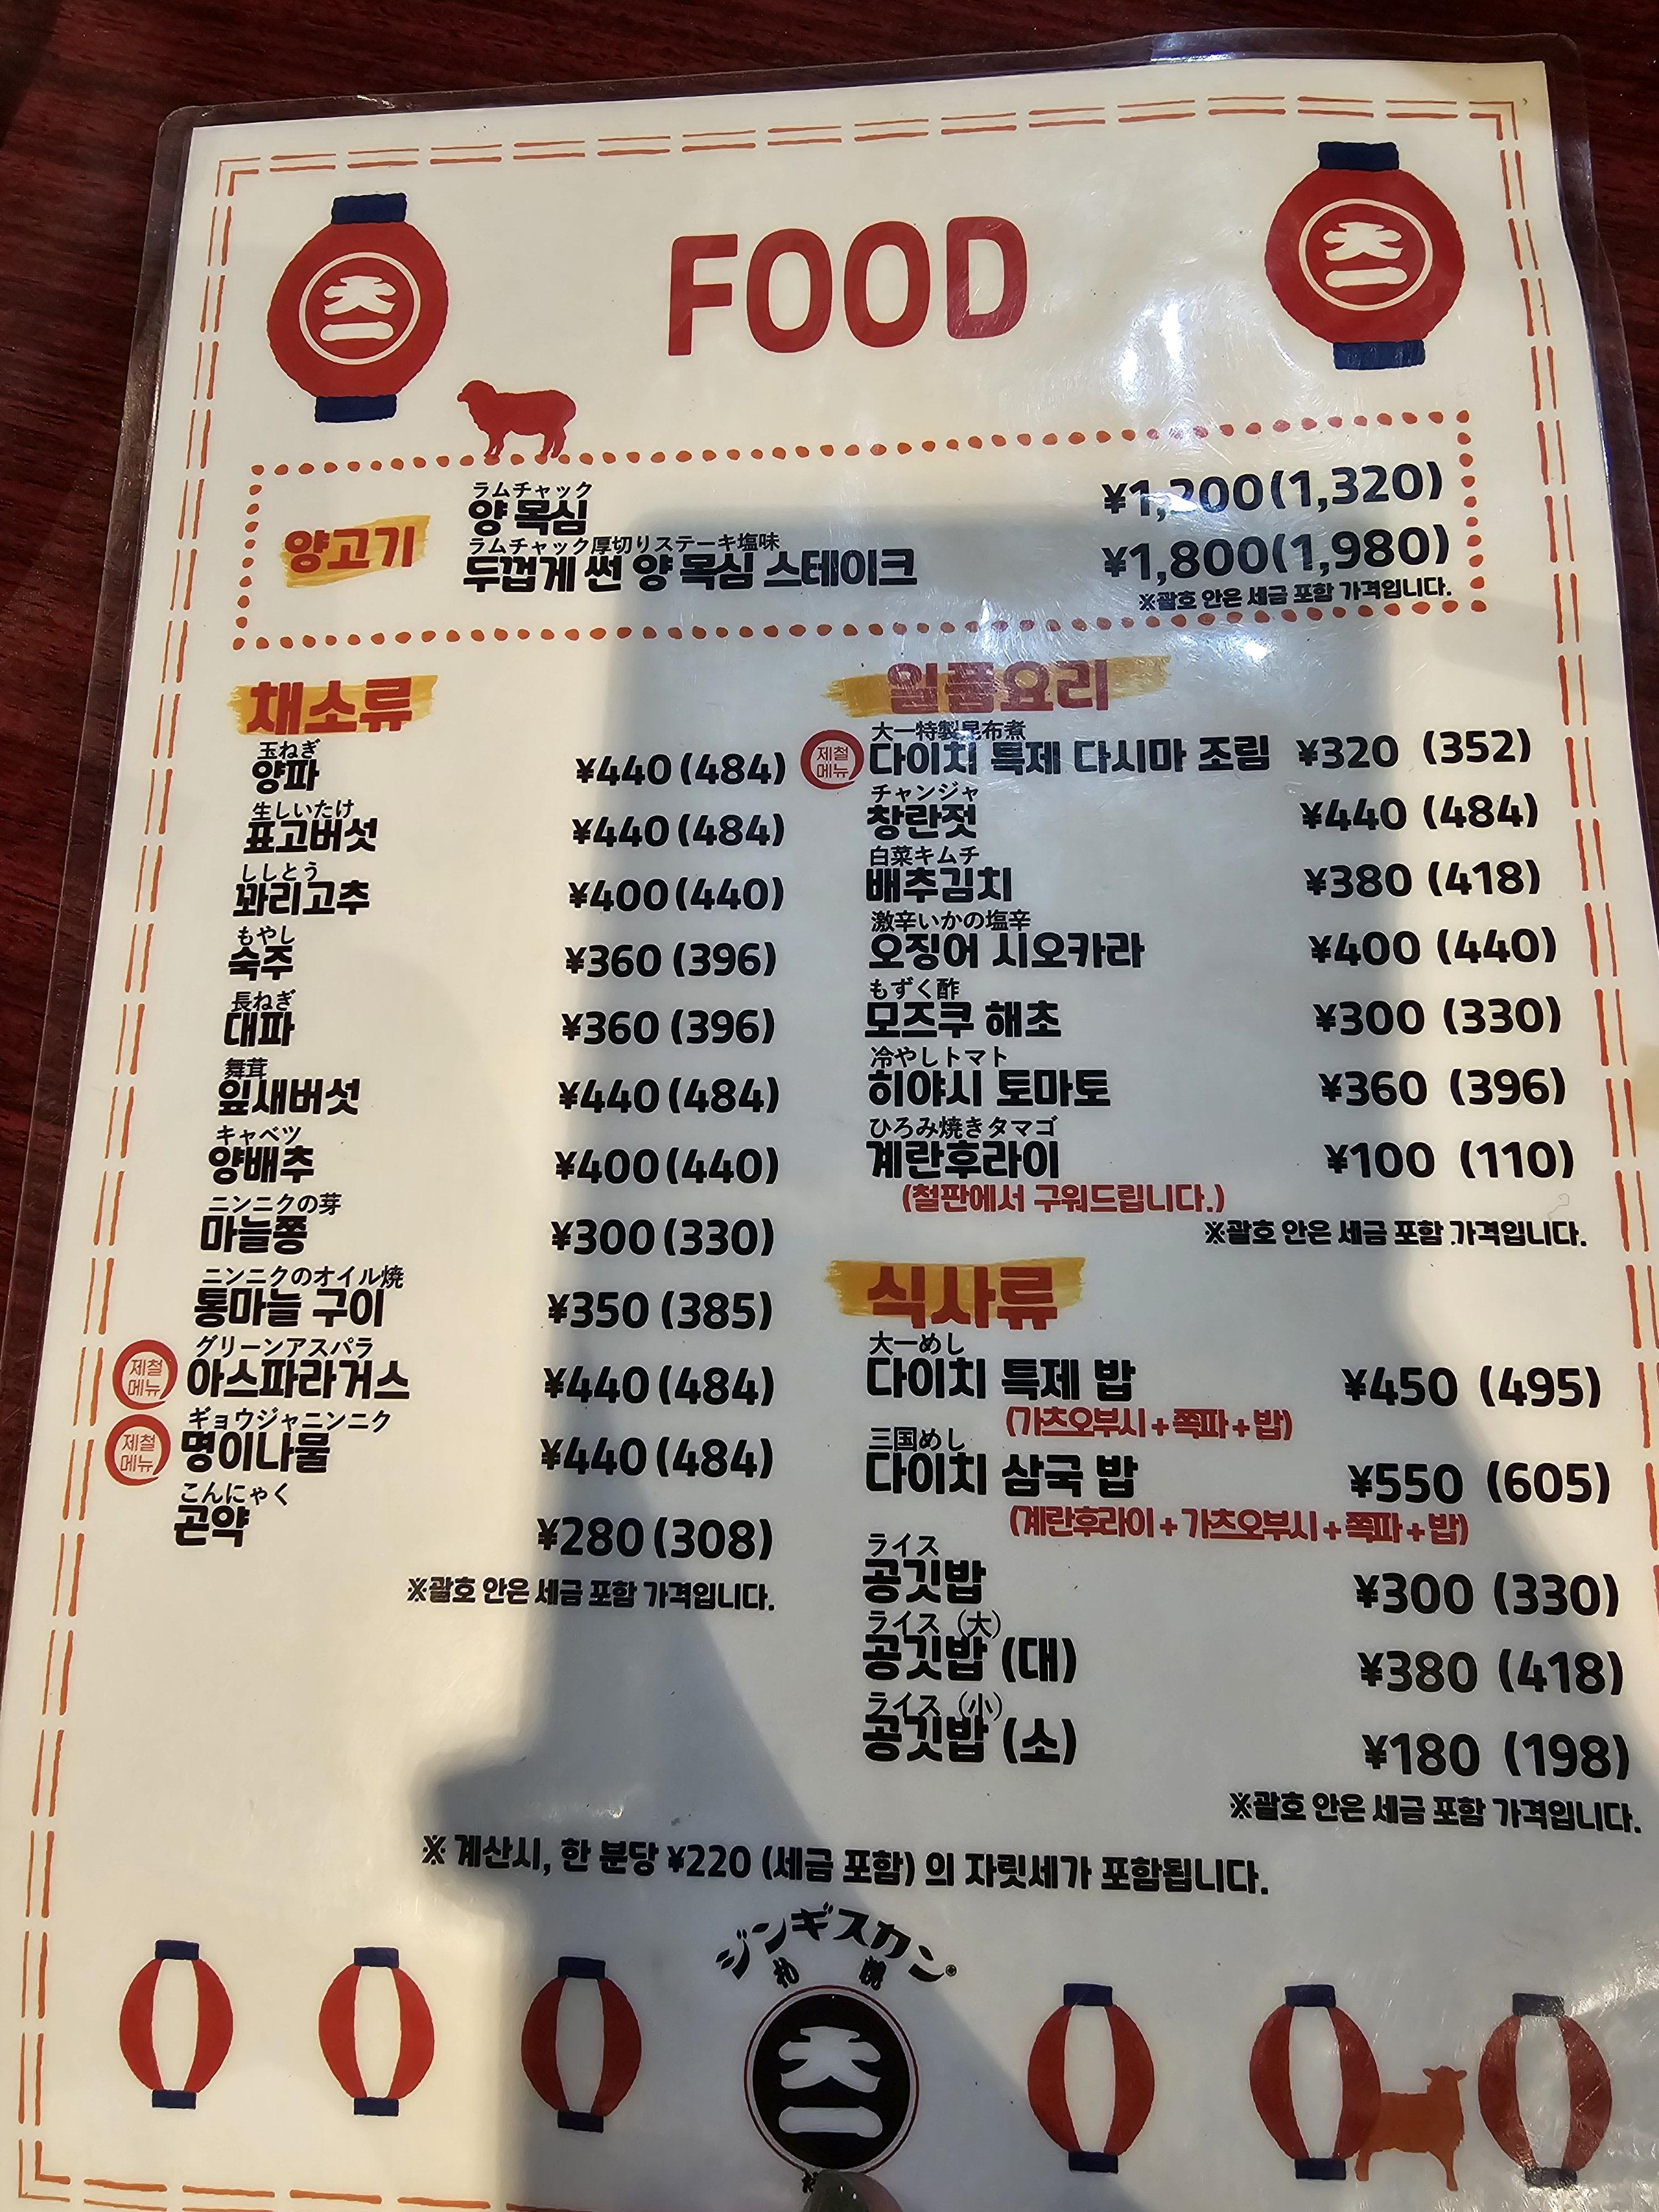 大一
大一
FOOD
양고기
ラムチャック
양 목심 ¥1,200(1,320)
ラムチャック厚切りステーキ塩味
두껍게 썬 양 목심 스테이크 ¥1,800(1,980)
※괄호 안은 세금 포함 가격입니다.
채소류
玉ねぎ
양파 ¥440(484)
生しいたけ
표고버섯 ¥440(484)
ししとう
꽈리고추 ¥400(440)
もやし
숙주 ¥360(396)
長ねぎ
대파 ¥360(396)
舞茸
잎새버섯 ¥440(484)
キャベツ
양배추 ¥400(440)
ニンニクの芽
마늘쫑 ¥300(330)
ニンニクのオイル焼
통마늘 구이 ¥350(385)
グリーンアスパラ
제철 메뉴 아스파라거스 ¥440(484)
ギョウジャニンニク
제철 메뉴 명이나물 ¥440(484)
こんにゃく
곤약 ¥280(308)
※괄호 안은 세금 포함 가격입니다.
일품요리
大一特製昆布煮
제철 메뉴 다이치 특제 다시마 조림 ¥320 (352)
チャンジャ
창란젓 ¥440 (484)
白菜キムチ
배추김치 ¥380 (418)
激辛いかの塩辛
오징어 시오카라 ¥400 (440)
もずく酢
모즈쿠 해초 ¥300 (330)
冷やしトマト
히야시 토마토 ¥360 (396)
ひろみ焼きタマゴ
계란후라이 ¥100 (110)
(철판에서 구워드립니다.)
※괄호 안은 세금 포함 가격입니다.
식사류
大一めし
다이치 특제 밥 ¥450 (495)
(가츠오부시+쪽파+밥)
三国めし
다이치 삼국 밥 ¥550 (605)
(계란후라이+가츠오부시+쪽파+밥)
ライス
공깃밥 ¥300 (330)
ライス（大）
공깃밥 (대) ¥380 (418)
ライス（小）
공깃밥 (소) ¥180 (198)
※괄호 안은 세금 포함 가격입니다.
※ 계산시, 한 분당 ¥220 (세금 포함) 의 자릿세가 포함됩니다.
ジンギスカン
札幌
大一